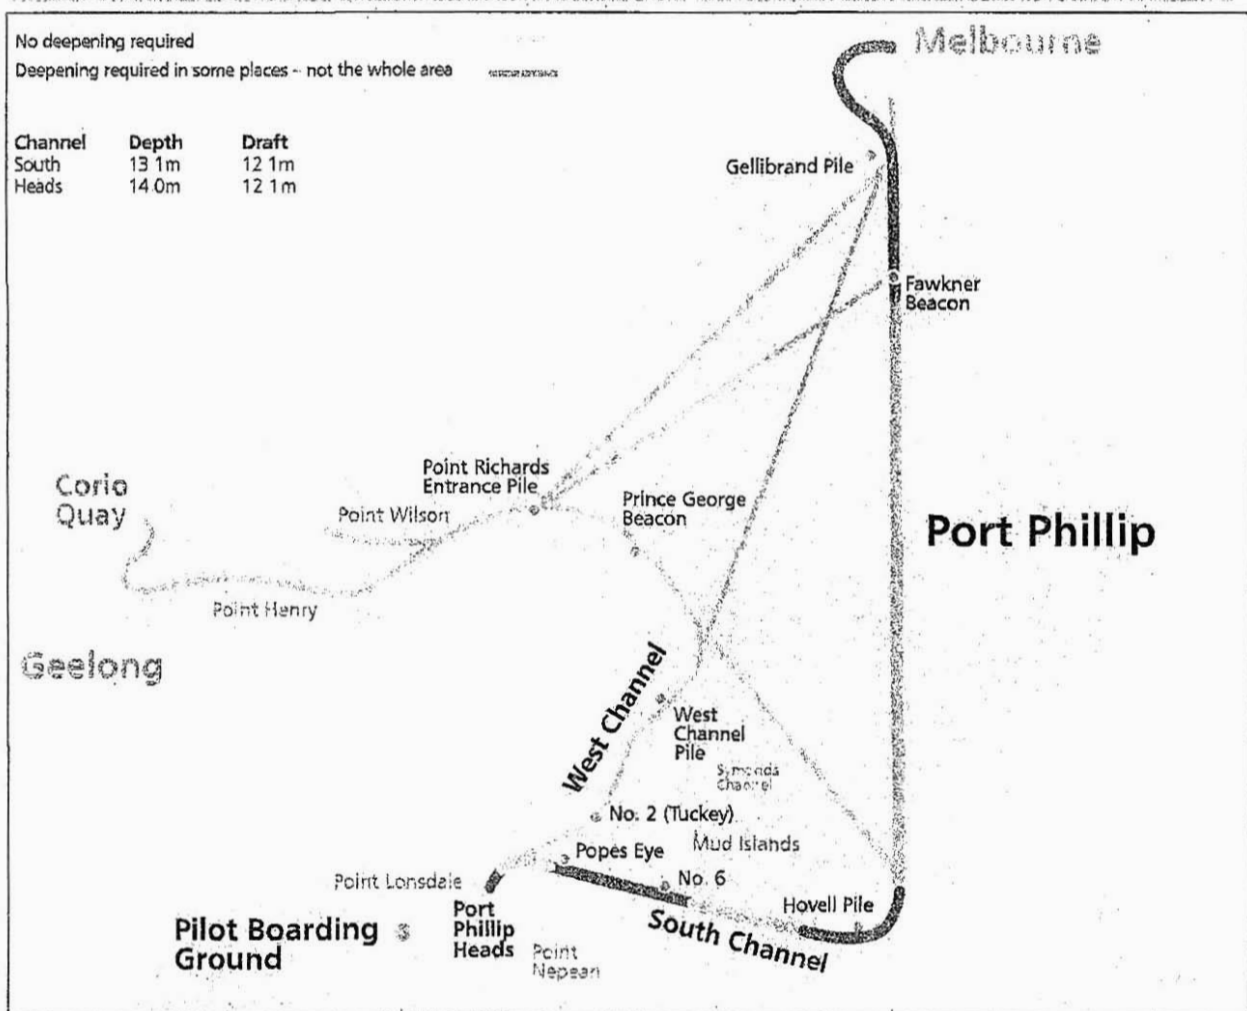 No deepening required
Deepening required in some places -- not the whole area
Channel Depth Draft
South 13 1m 12 1m
Heads 14.0m 12 1m
Melbourne
Gellibrand Pile
Fawkner
Beacon
Point Richards
Entrance Pile
Corio
Quay
Point Wilson
Prince George
Beacon
Port Phillip
Point Henry
Geelong
West Channel
West
Channel
Pile
Symonds
Channel
No. 2 (Tuckey)
Mud Islands
Popes Eye
No. 6
Point Lonsdale
Hovell Pile
Port
Phillip
Heads
South Channel
Pilot Boarding
Ground
Point
Nepean